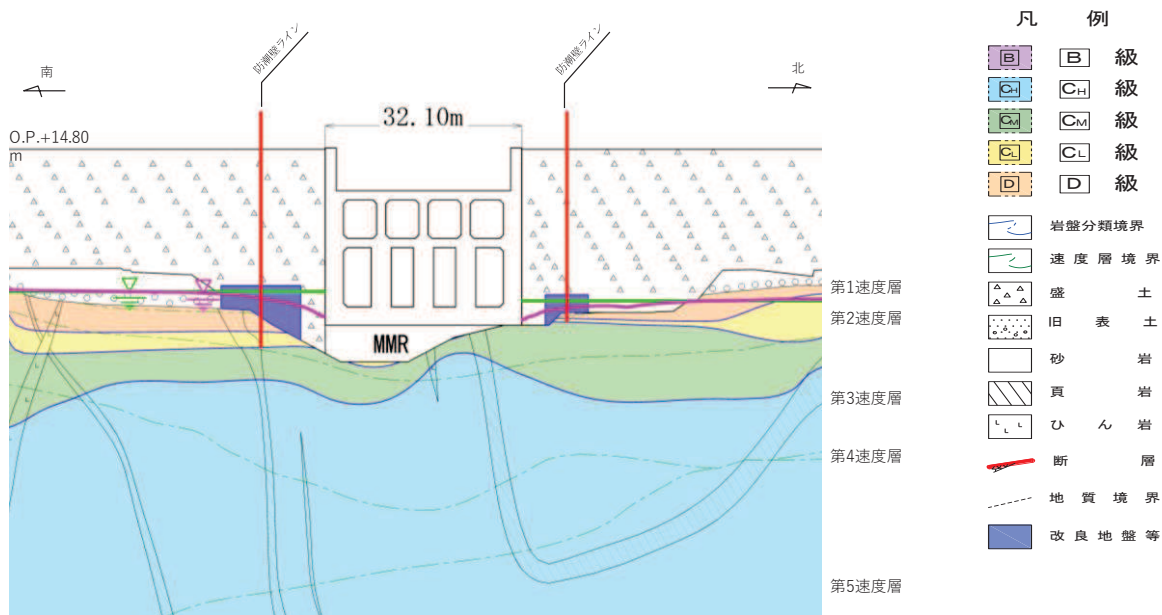 南
防潮壁ライン
防潮壁ライン
北
32.10m
O.P.+14.80
m
MMR
第1速度層
第2速度層
第3速度層
第4速度層
第5速度層
凡 例
B B 級
CH CH 級
CM CM 級
CL CL 級
D D 級
岩盤分類境界
速度層境界
盛土
旧表土
砂岩
頁岩
ひん岩
断層
地質境界
改良地盤等